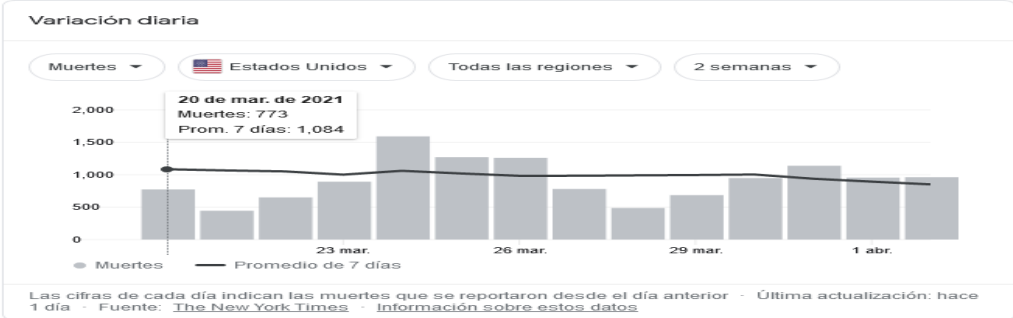 Variación diaria
Muertes
Estados Unidos
Todas las regiones
2 semanas
20 de mar. de 2021
Muertes: 773
Prom. 7 días: 1,084
2,000
1,500
1,000
500
0
23 mar.
26 mar.
29 mar.
1 abr.
Muertes
Promedio de 7 días
Las cifras de cada día indican las muertes que se reportaron desde el día anterior · Última actualización: hace
1 día · Fuente: The New York Times · Información sobre estos datos